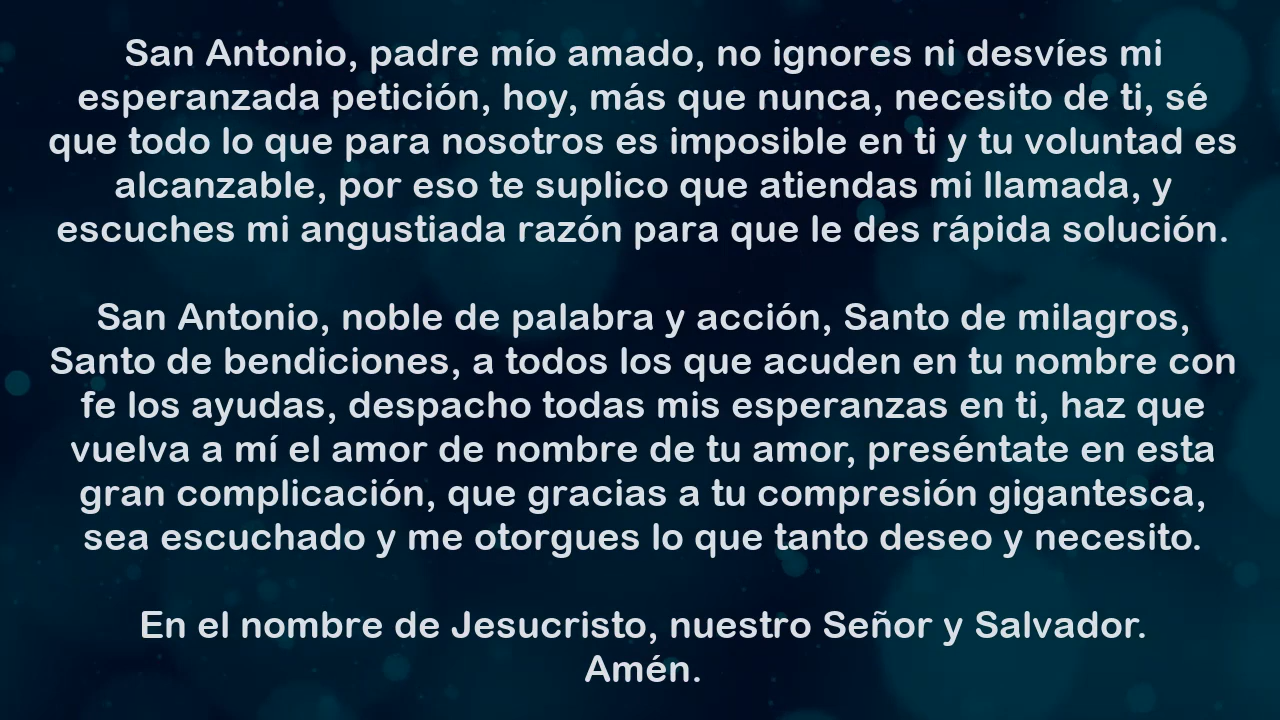 San Antonio, padre mío amado, no ignores ni desvíes mi
esperanzada petición, hoy, más que nunca, necesito de ti, sé
que todo lo que para nosotros es imposible en ti y tu voluntad es
alcanzable, por eso te suplico que atiendas mi llamada, y
escuches mi angustiada razón para que le des rápida solución.
San Antonio, noble de palabra y acción, Santo de milagros,
Santo de bendiciones, a todos los que acuden en tu nombre con
fe los ayudas, despacho todas mis esperanzas en ti, haz que
vuelva a mí el amor de nombre de tu amor, preséntate en esta
gran complicación, que gracias a tu compresión gigantesca,
sea escuchado y me otorgues lo que tanto deseo y necesito.
En el nombre de Jesucristo, nuestro Señor y Salvador.
Amén.